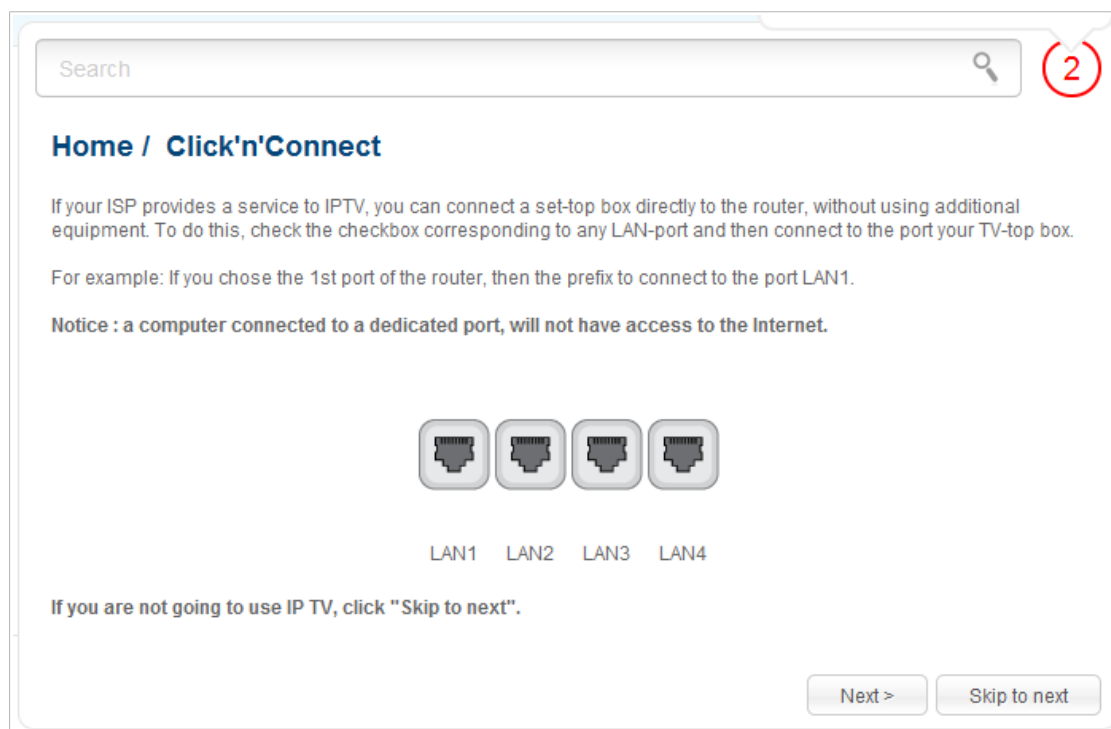 Search
2
Home / Click'n'Connect
If your ISP provides a service to IPTV, you can connect a set-top box directly to the router, without using additional
equipment. To do this, check the checkbox corresponding to any LAN-port and then connect to the port your TV-top box.
For example: If you chose the 1st port of the router, then the prefix to connect to the port LAN1.
Notice : a computer connected to a dedicated port, will not have access to the Internet.
LAN1 LAN2 LAN3 LAN4
If you are not going to use IP TV, click "Skip to next".
Next > Skip to next